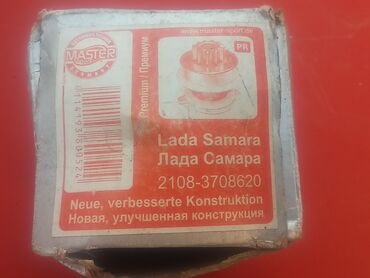 www.master-sport.de
MASTER
GERMANY
PR
Premium / Премиум
Lada Samara
Лада Самара
2108-3708620
Neue, verbesserte Konstruktion
Новая, улучшенная конструкция